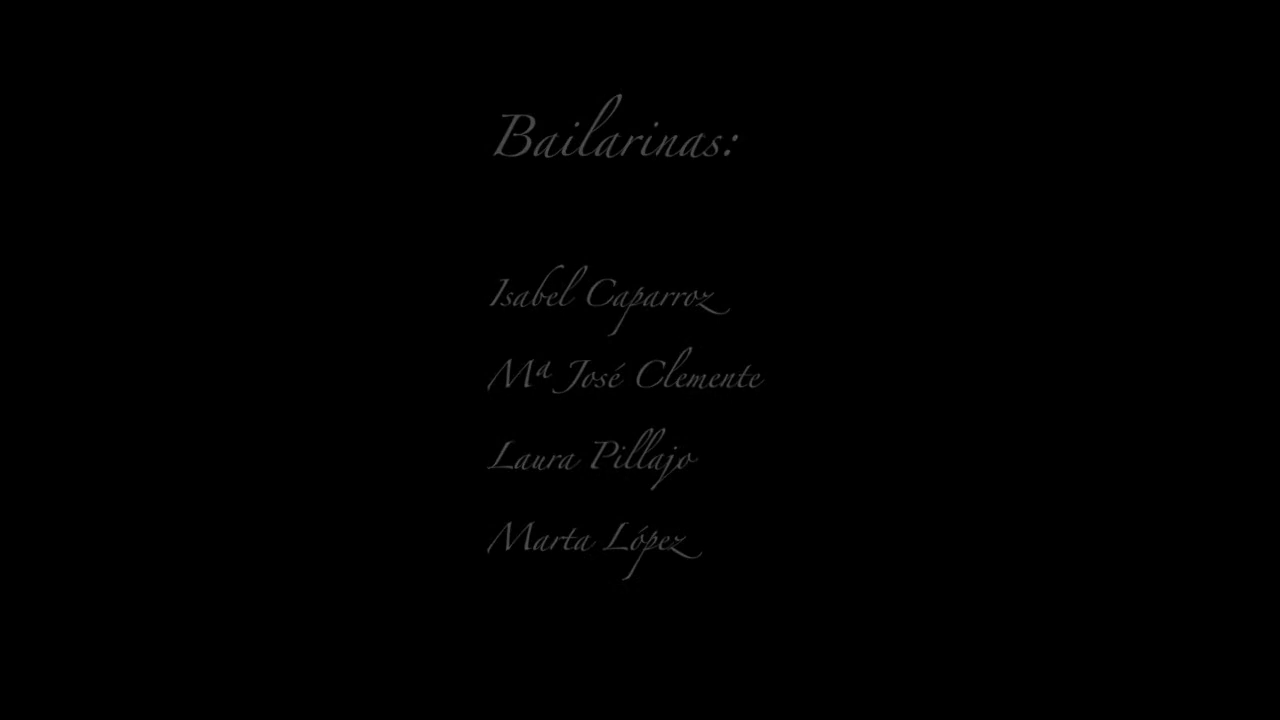 Bailarinas:
Isabel Caparroz
Mª José Clemente
Laura Pillajo
Marta López